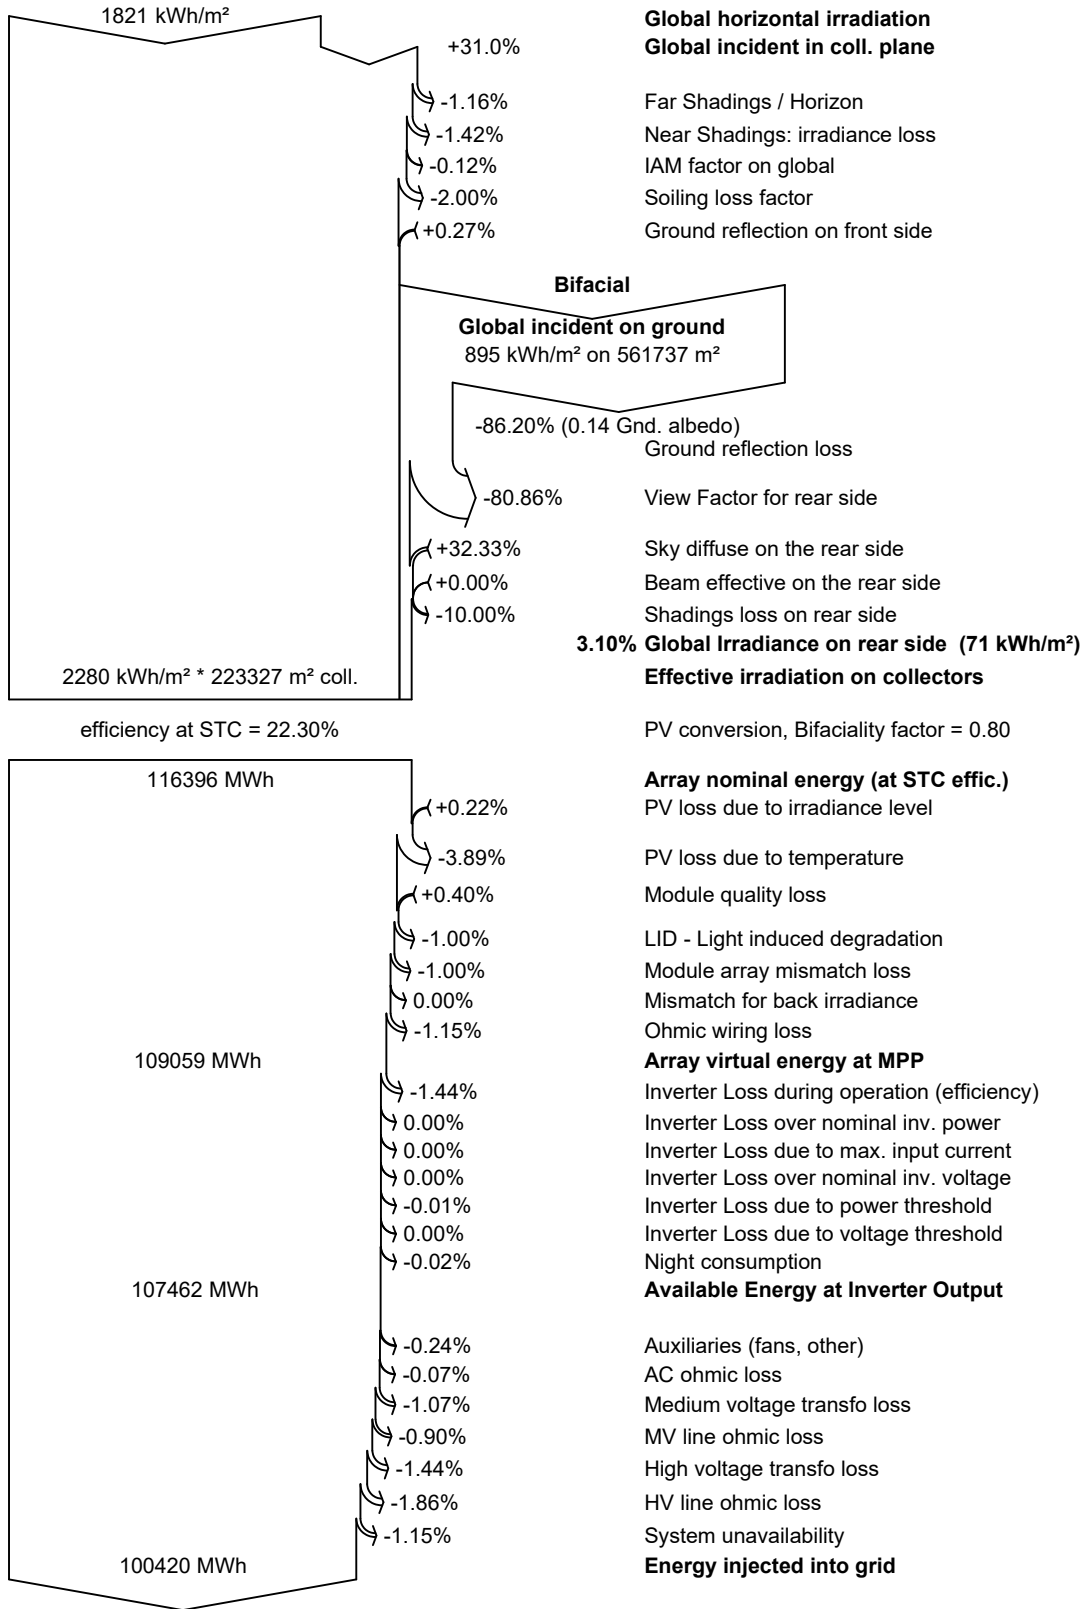 1821 kWh/m² Global horizontal irradiation
+31.0% Global incident in coll. plane
-1.16% Far Shadings / Horizon
-1.42% Near Shadings: irradiance loss
-0.12% IAM factor on global
-2.00% Soiling loss factor
+0.27% Ground reflection on front side
Bifacial
Global incident on ground
895 kWh/m² on 561737 m²
-86.20% (0.14 Gnd. albedo)
Ground reflection loss
-80.86% View Factor for rear side
+32.33% Sky diffuse on the rear side
+0.00% Beam effective on the rear side
-10.00% Shadings loss on rear side
3.10% Global Irradiance on rear side (71 kWh/m²)
2280 kWh/m² * 223327 m² coll. Effective irradiation on collectors
efficiency at STC = 22.30% PV conversion, Bifaciality factor = 0.80
116396 MWh Array nominal energy (at STC effic.)
+0.22% PV loss due to irradiance level
-3.89% PV loss due to temperature
+0.40% Module quality loss
-1.00% LID - Light induced degradation
-1.00% Module array mismatch loss
0.00% Mismatch for back irradiance
-1.15% Ohmic wiring loss
109059 MWh Array virtual energy at MPP
-1.44% Inverter Loss during operation (efficiency)
0.00% Inverter Loss over nominal inv. power
0.00% Inverter Loss due to max. input current
0.00% Inverter Loss over nominal inv. voltage
-0.01% Inverter Loss due to power threshold
0.00% Inverter Loss due to voltage threshold
-0.02% Night consumption
107462 MWh Available Energy at Inverter Output
-0.24% Auxiliaries (fans, other)
-0.07% AC ohmic loss
-1.07% Medium voltage transfo loss
-0.90% MV line ohmic loss
-1.44% High voltage transfo loss
-1.86% HV line ohmic loss
-1.15% System unavailability
100420 MWh Energy injected into grid